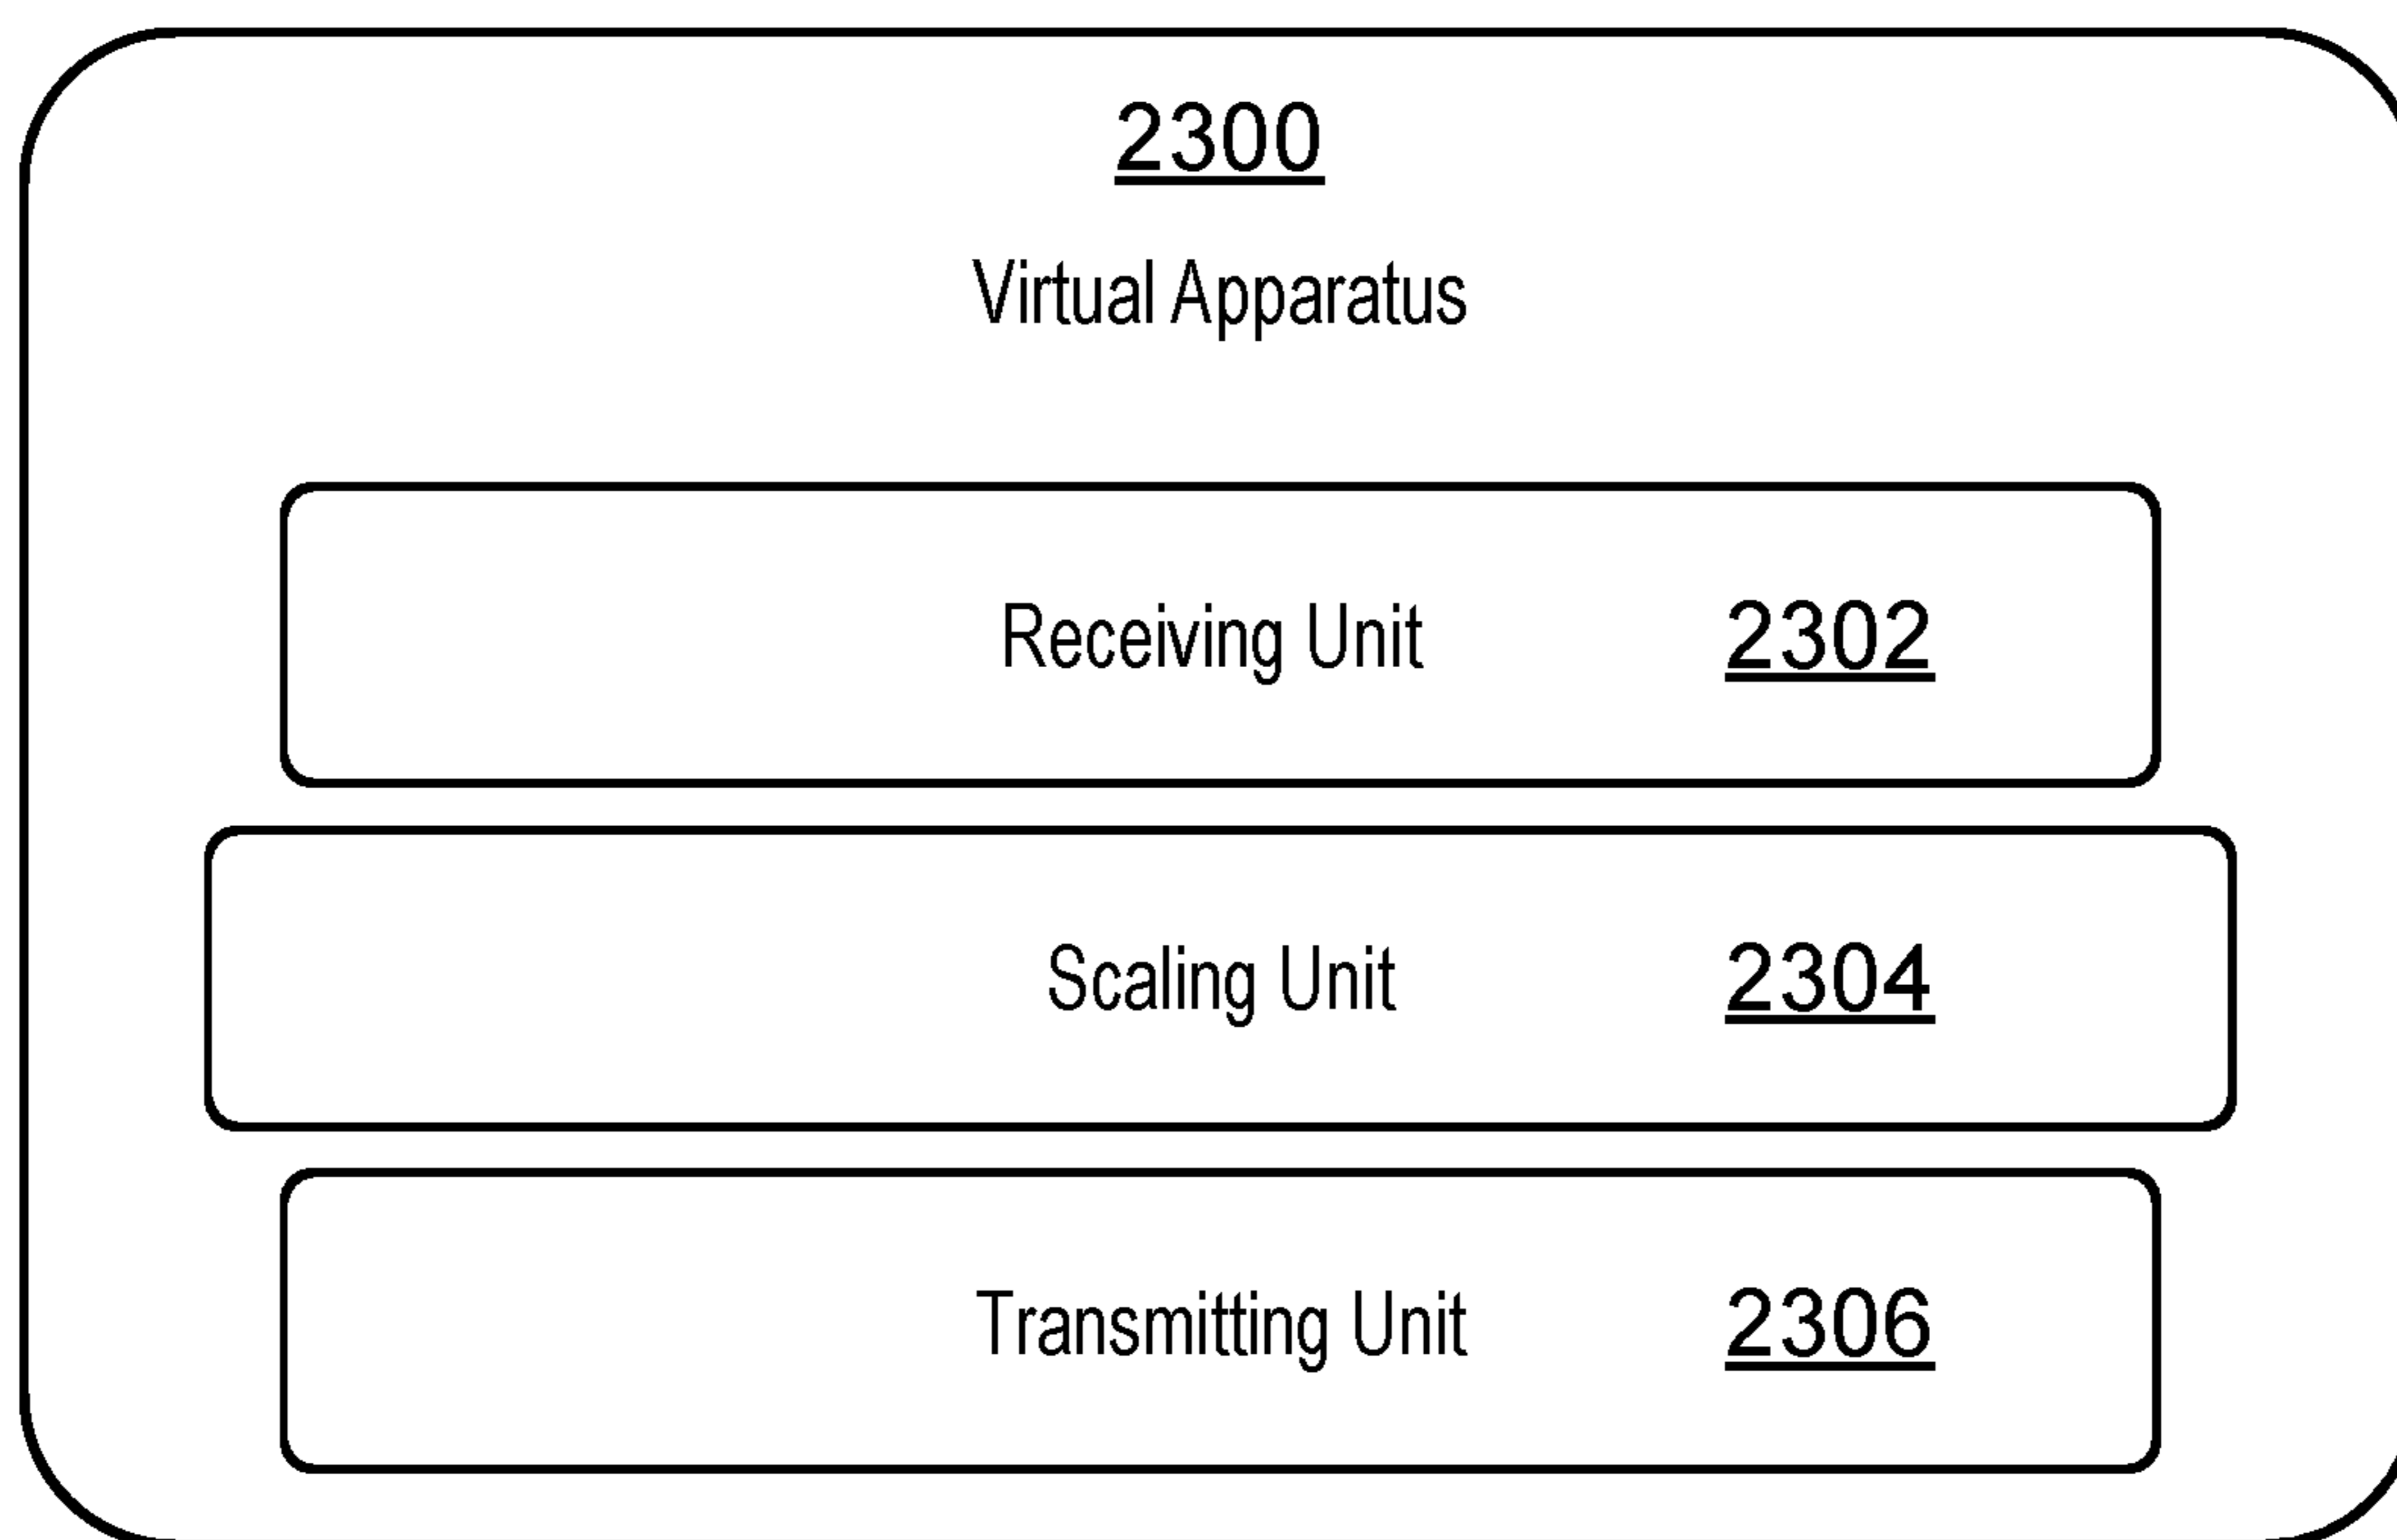 2300
Virtual Apparatus
Receiving Unit 2302
Scaling Unit 2304
Transmitting Unit 2306